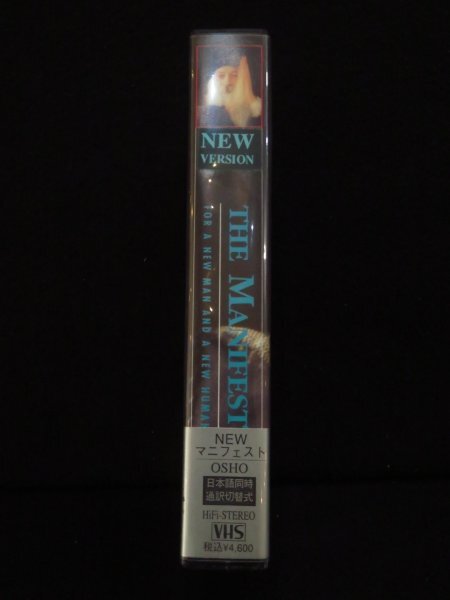 NEW
VERSION
THE MANIFEST
FOR A NEW MAN AND A NEW HUMAN
NEW
マニフェスト
OSHO
日本語同時
通訳切替式
HiFi-STEREO
VHS
税込¥4,600